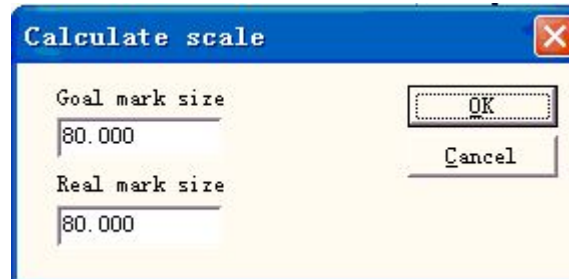 Calculate scale
Goal mark size
80.000
OK
Cancel
Real mark size
80.000